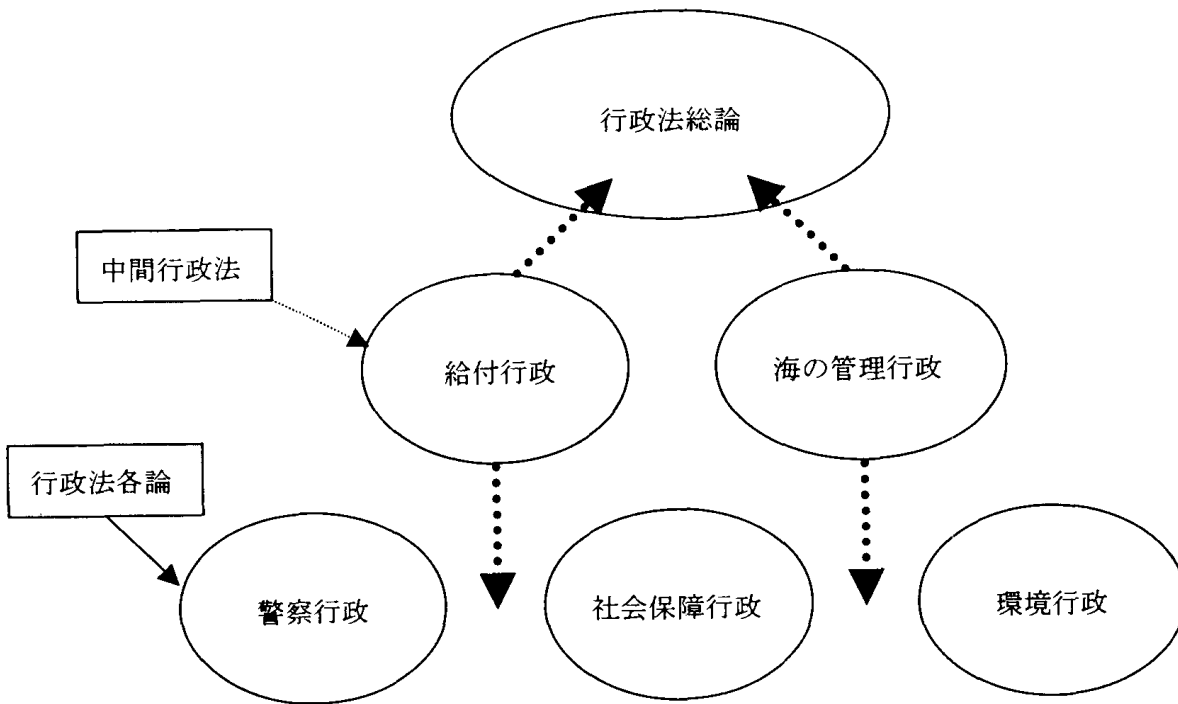 行政法総論
中間行政法
給付行政
海の管理行政
行政法各論
警察行政
社会保障行政
環境行政